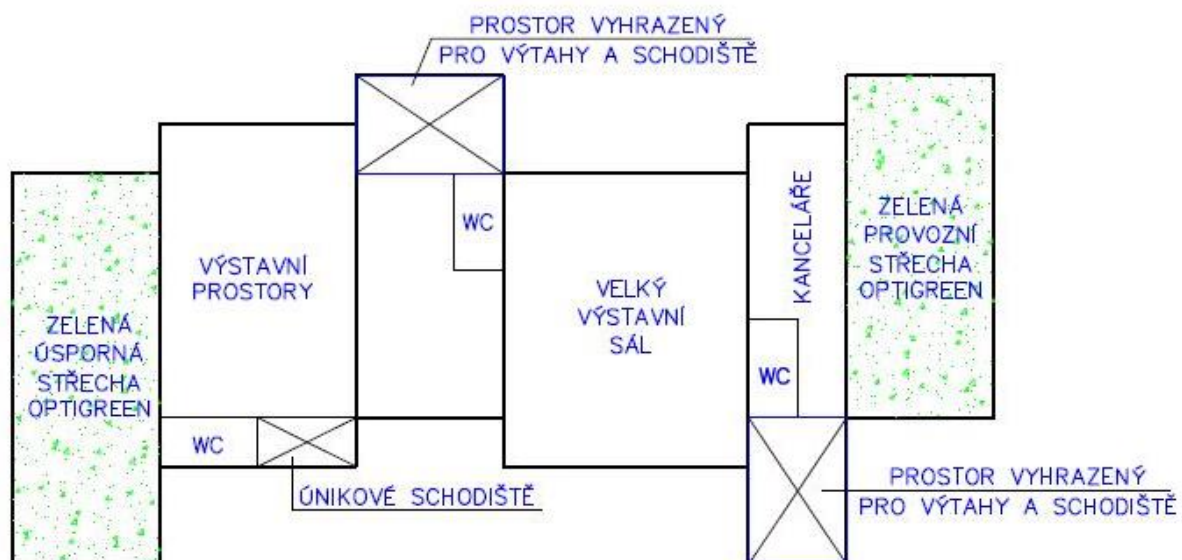 PROSTOR VYHRAZENÝ
PRO VÝTAHY A SCHODIŠTĚ
WC
KANCELÁŘE
ZELENÁ
PROVOZNÍ
STŘECHA
OPTIGREEN
VÝSTAVNÍ
PROSTORY
VELKÝ
VÝSTAVNÍ
SÁL
ZELENÁ
ÚSPORNÁ
STŘECHA
OPTIGREEN
WC
WC
ÚNIKOVÉ SCHODIŠTĚ
PROSTOR VYHRAZENÝ
PRO VÝTAHY A SCHODIŠTĚ